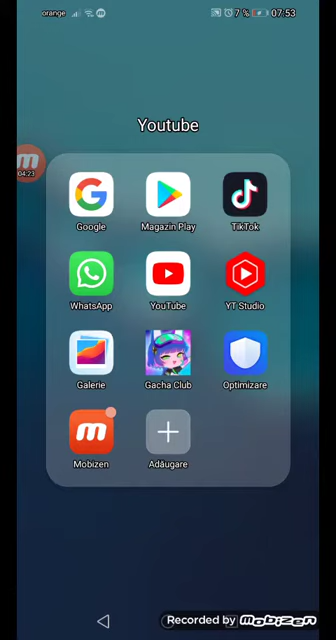 orange 7 % 07:53
Youtube
04:23
Google Magazin Play TikTok
WhatsApp YouTube YT Studio
Galerie Gacha Club Optimizare
Mobizen Adăugare
Recorded by MOBIZEN